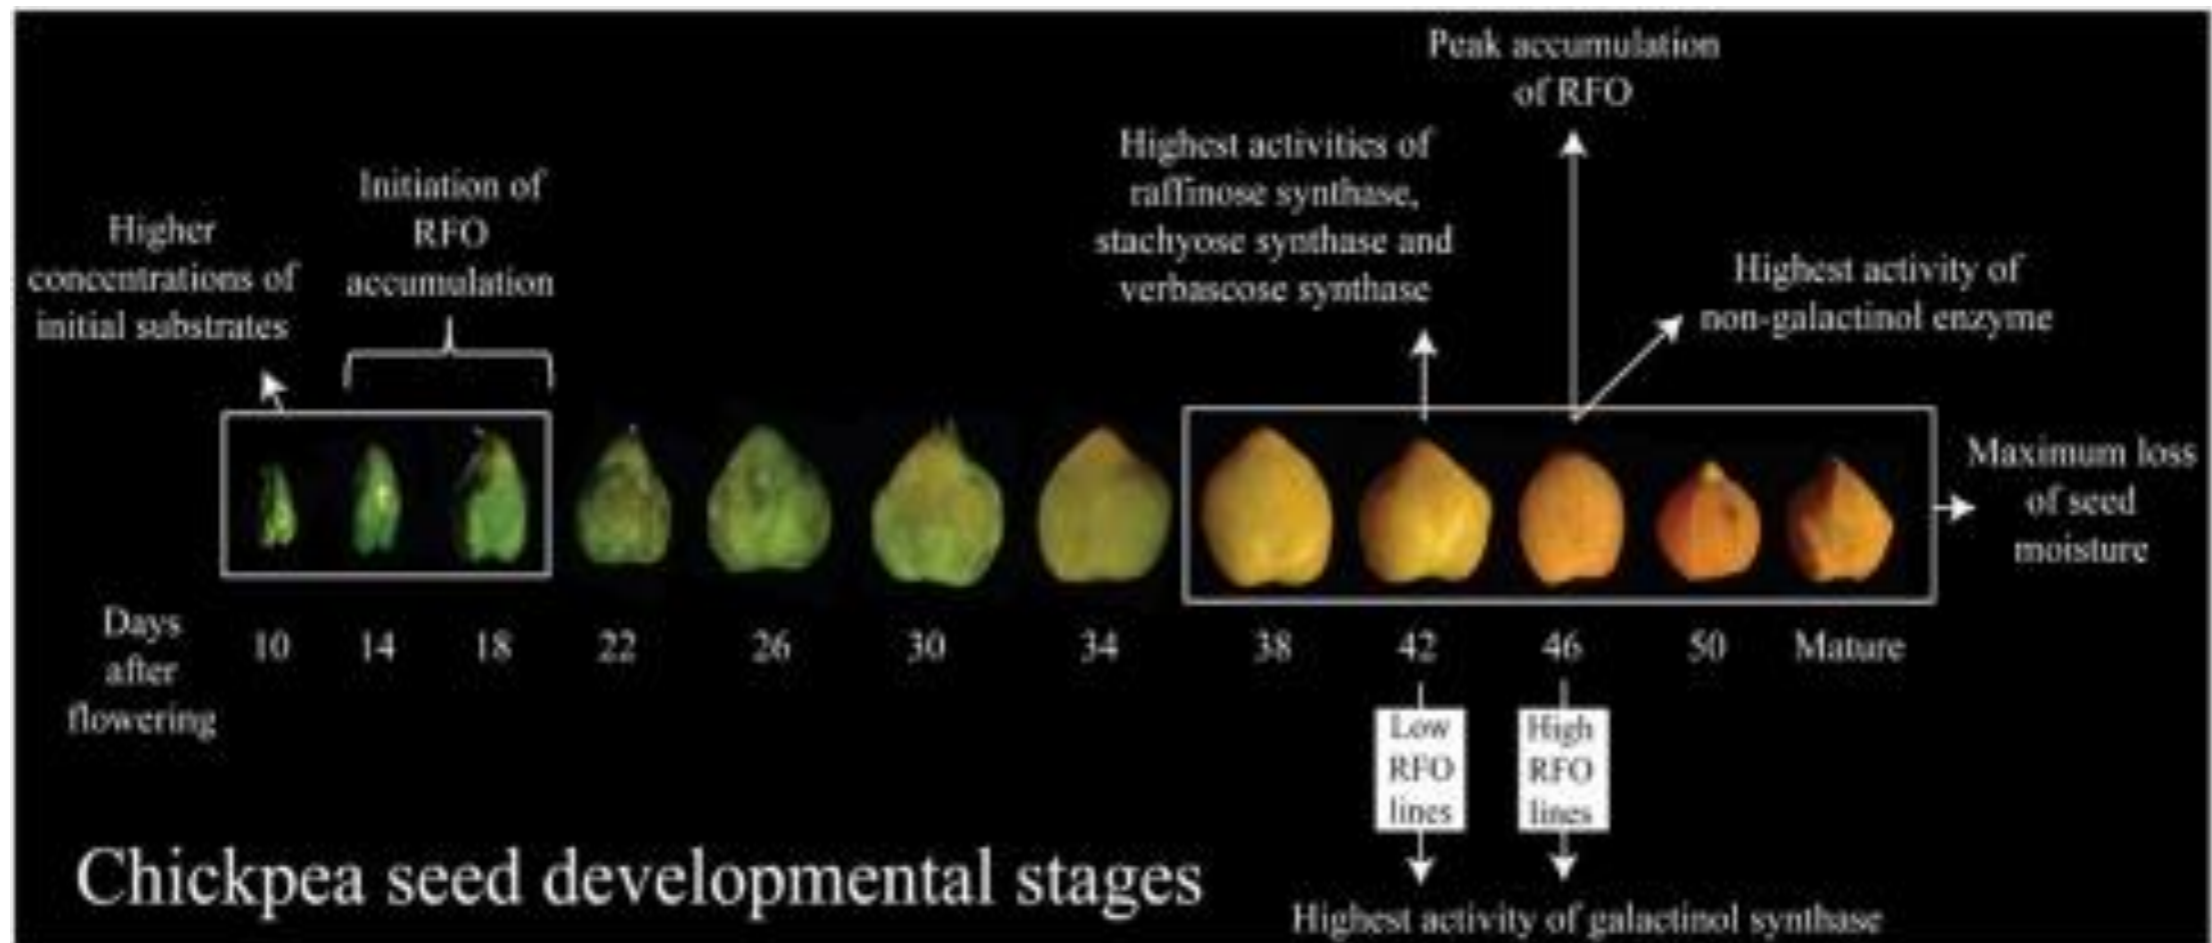 Peak accumulation
of RFO
Highest activities of
raffinose synthase,
stachyose synthase and
verbascose synthase
Initiation of
RFO
accumulation
Higher
concentrations of
initial substrates
Highest activity of
non-galactinol enzyme
Maximum loss
of seed
moisture
Days
after
flowering
10 14 18 22 26 30 34 38 42 46 50 Mature
Low
RFO
lines
High
RFO
lines
Chickpea seed developmental stages
Highest activity of galactinol synthase